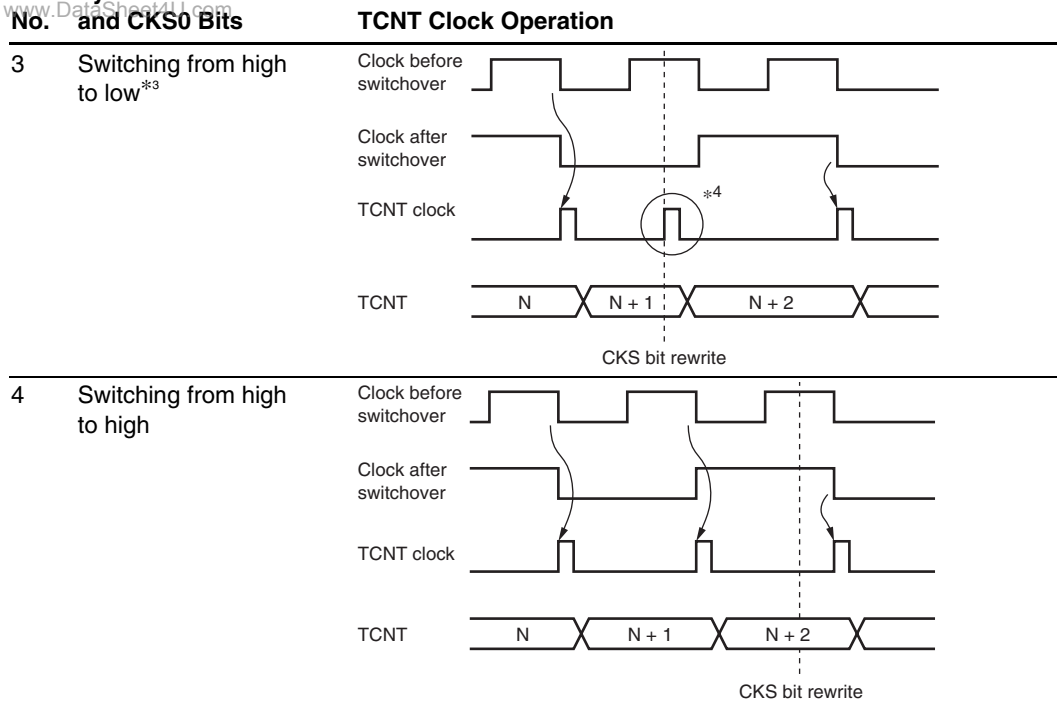 www.DataSheet4U.com
No. and CKS0 Bits TCNT Clock Operation
3 Switching from high to low*3
Clock before switchover
Clock after switchover
*4
TCNT clock
TCNT N N + 1 N + 2
CKS bit rewrite
4 Switching from high to high
Clock before switchover
Clock after switchover
TCNT clock
TCNT N N + 1 N + 2
CKS bit rewrite